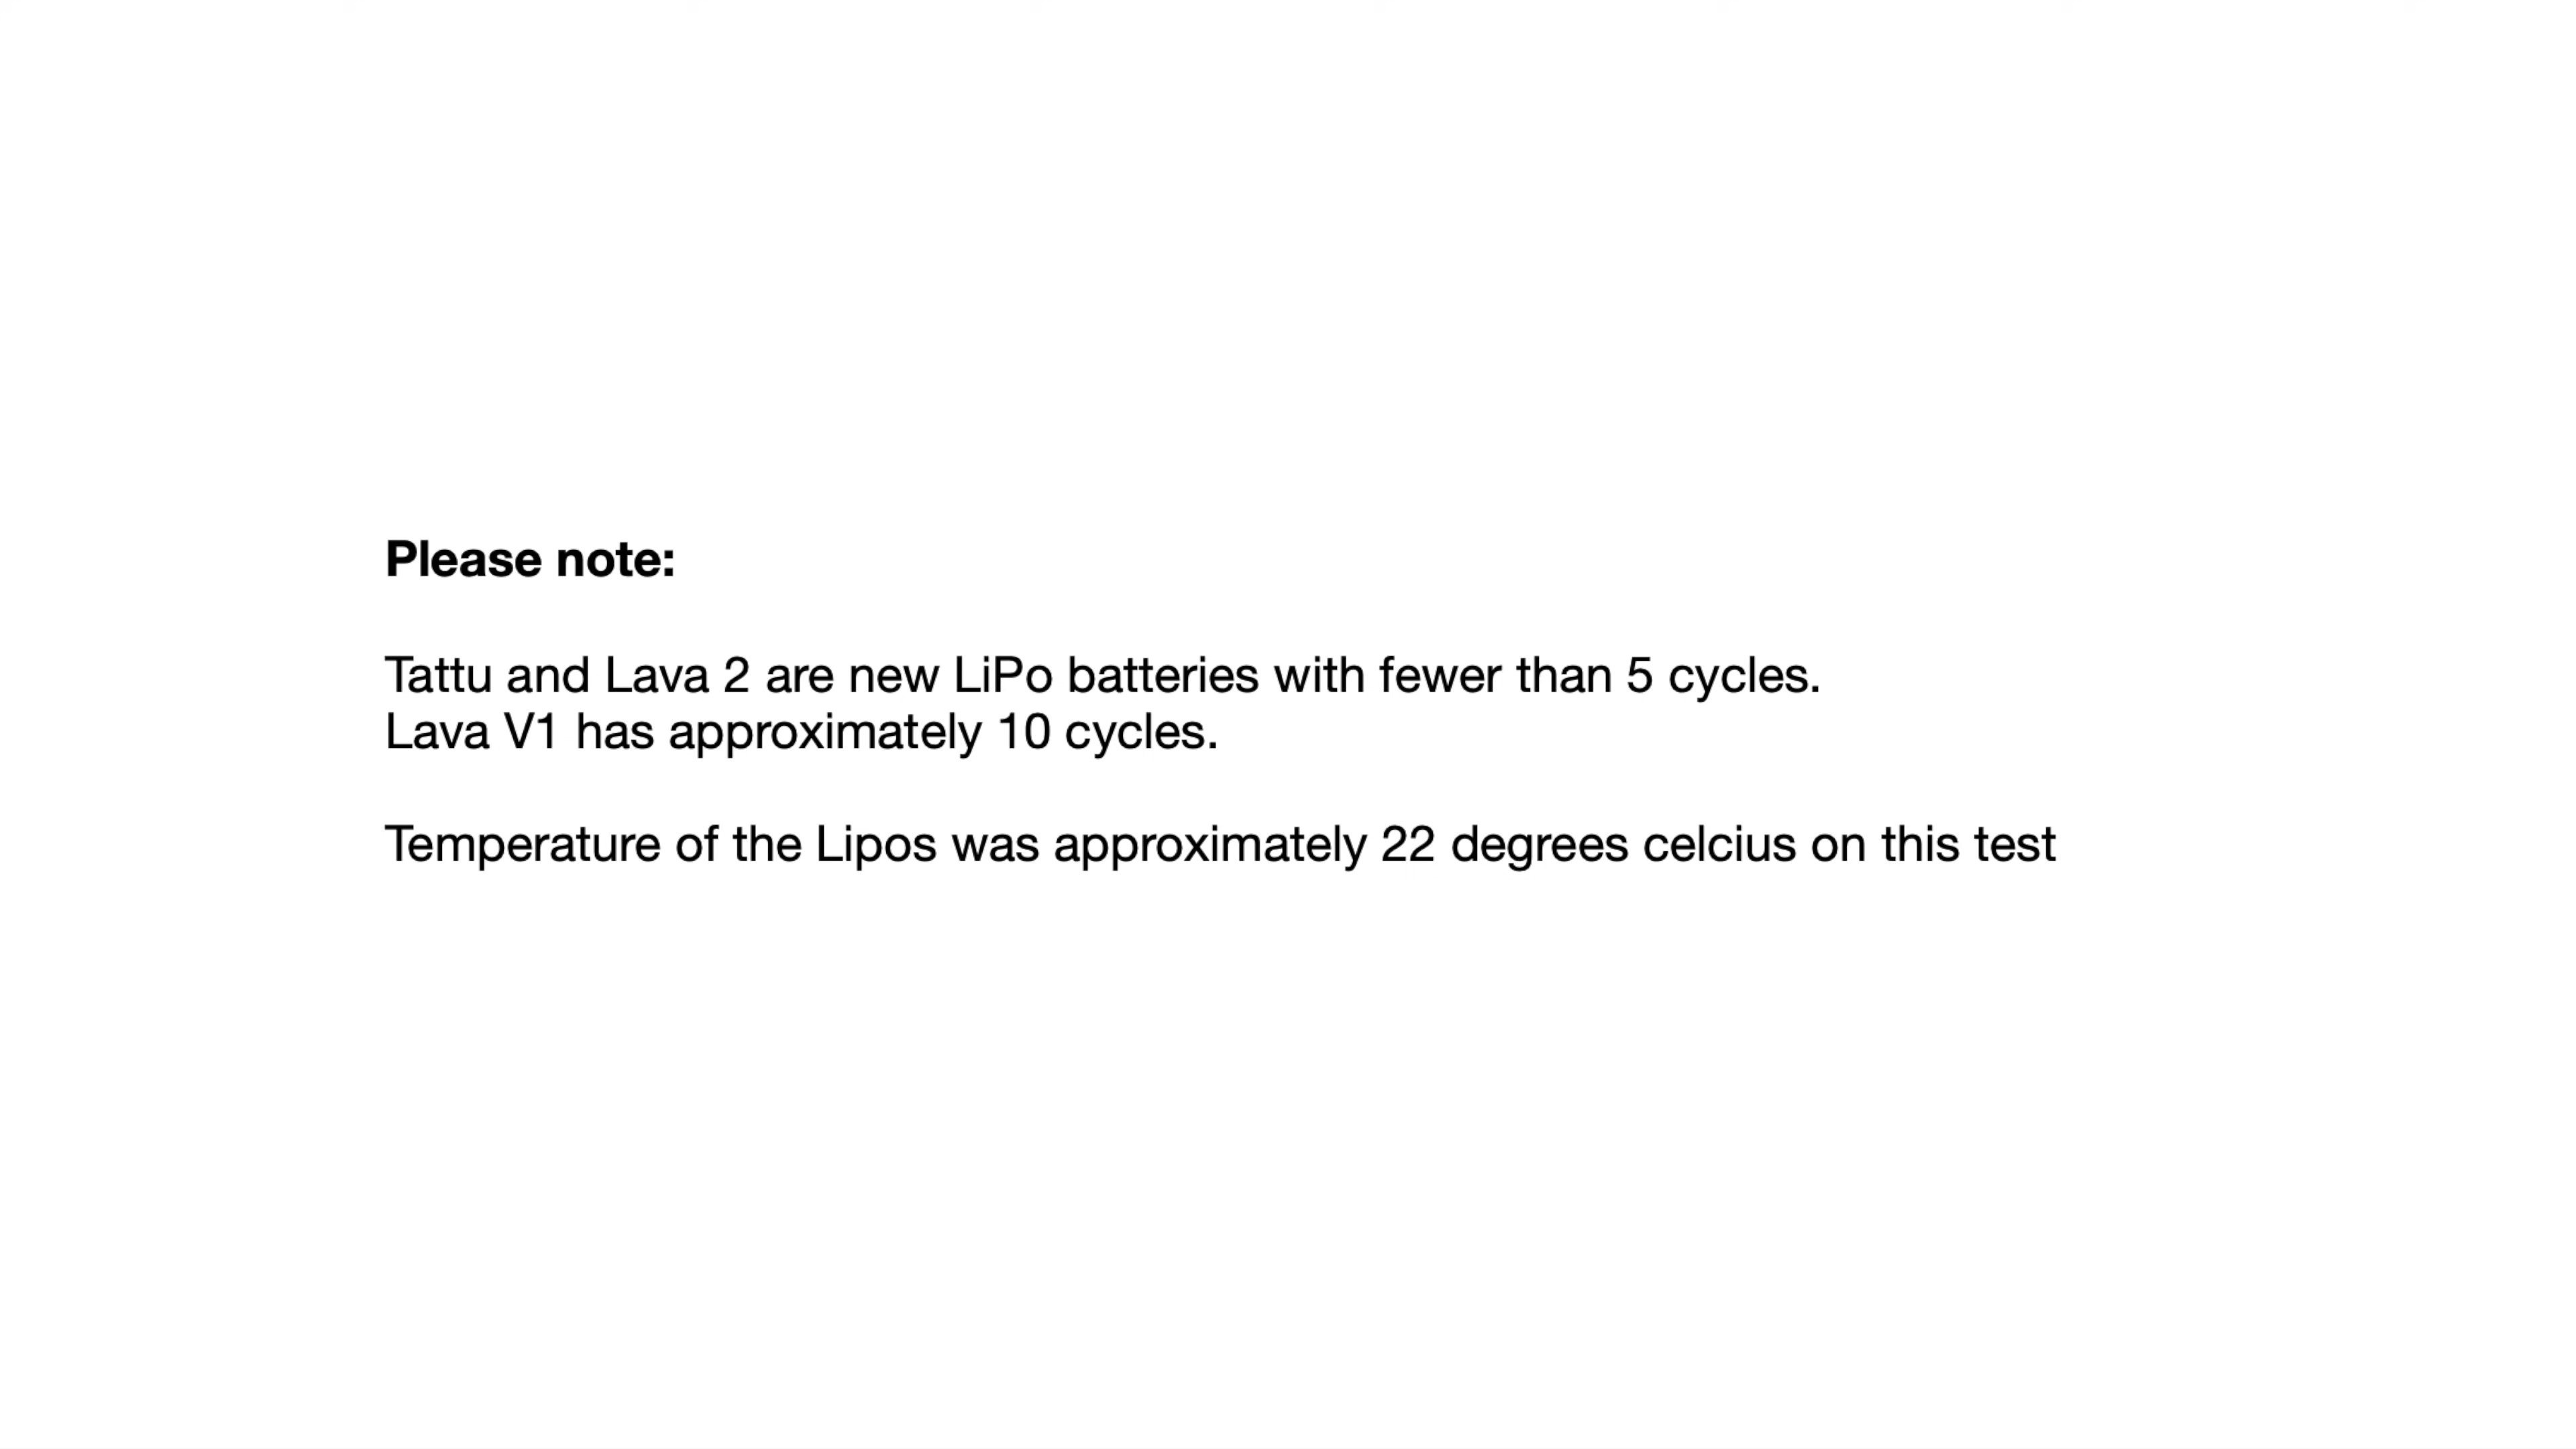 Please note:
Tattu and Lava 2 are new LiPo batteries with fewer than 5 cycles.
Lava V1 has approximately 10 cycles.
Temperature of the Lipos was approximately 22 degrees celcius on this test